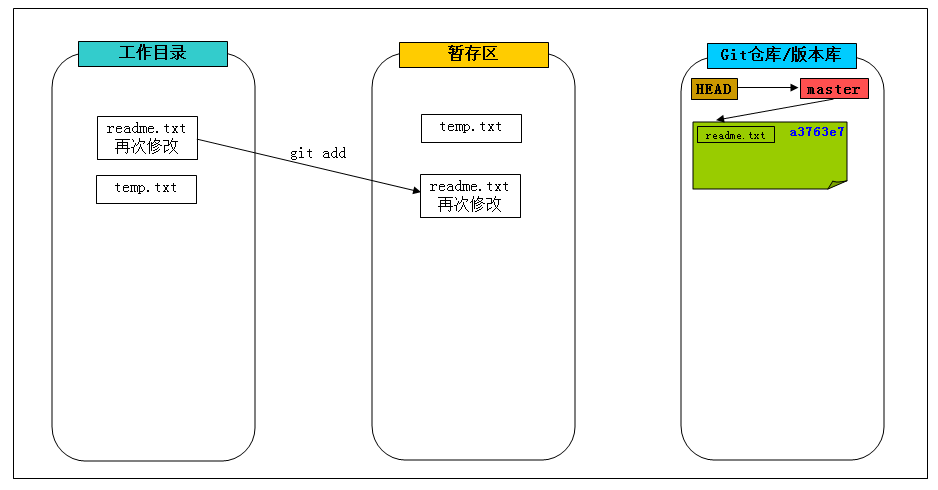 工作目录
readme.txt
再次修改
temp.txt
git add
暂存区
temp.txt
readme.txt
再次修改
Git仓库/版本库
HEAD
master
readme.txt
a3763e7